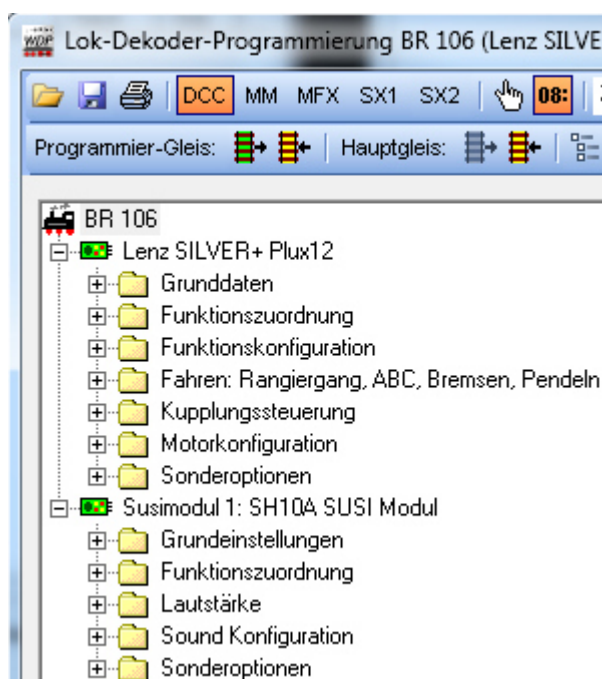 WDP Lok-Dekoder-Programmierung BR 106 (Lenz SILVE
DCC MM MFX SX1 SX2 08:
Programmier-Gleis: Hauptgleis:
BR 106
Lenz SILVER+ Plux12
Grunddaten
Funktionszuordnung
Funktionskonfiguration
Fahren: Rangiergang, ABC, Bremsen, Pendeln
Kupplungssteuerung
Motorkonfiguration
Sonderoptionen
Susimodul 1: SH10A SUSI Modul
Grundeinstellungen
Funktionszuordnung
Lautstärke
Sound Konfiguration
Sonderoptionen